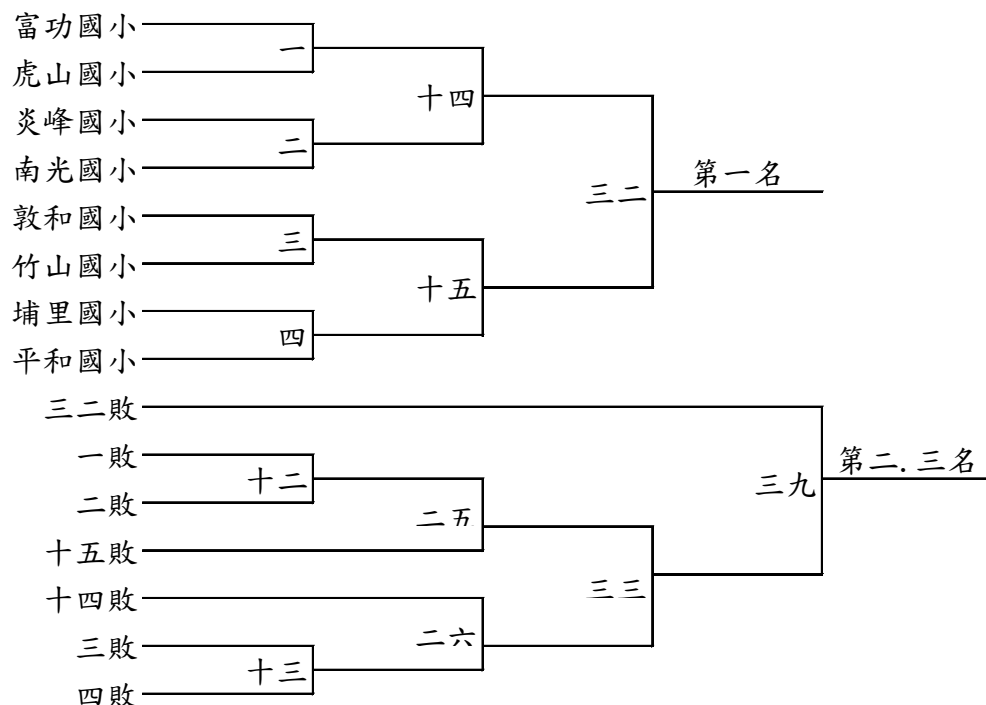 富功國小
一
虎山國小
十四
炎峰國小
二
南光國小
三二
第一名
敦和國小
三
竹山國小
十五
埔里國小
四
平和國小
三二敗
一敗
十二
二敗
二五
三九
第二.三名
十五敗
十四敗
三三
三敗
二六
十三
四敗